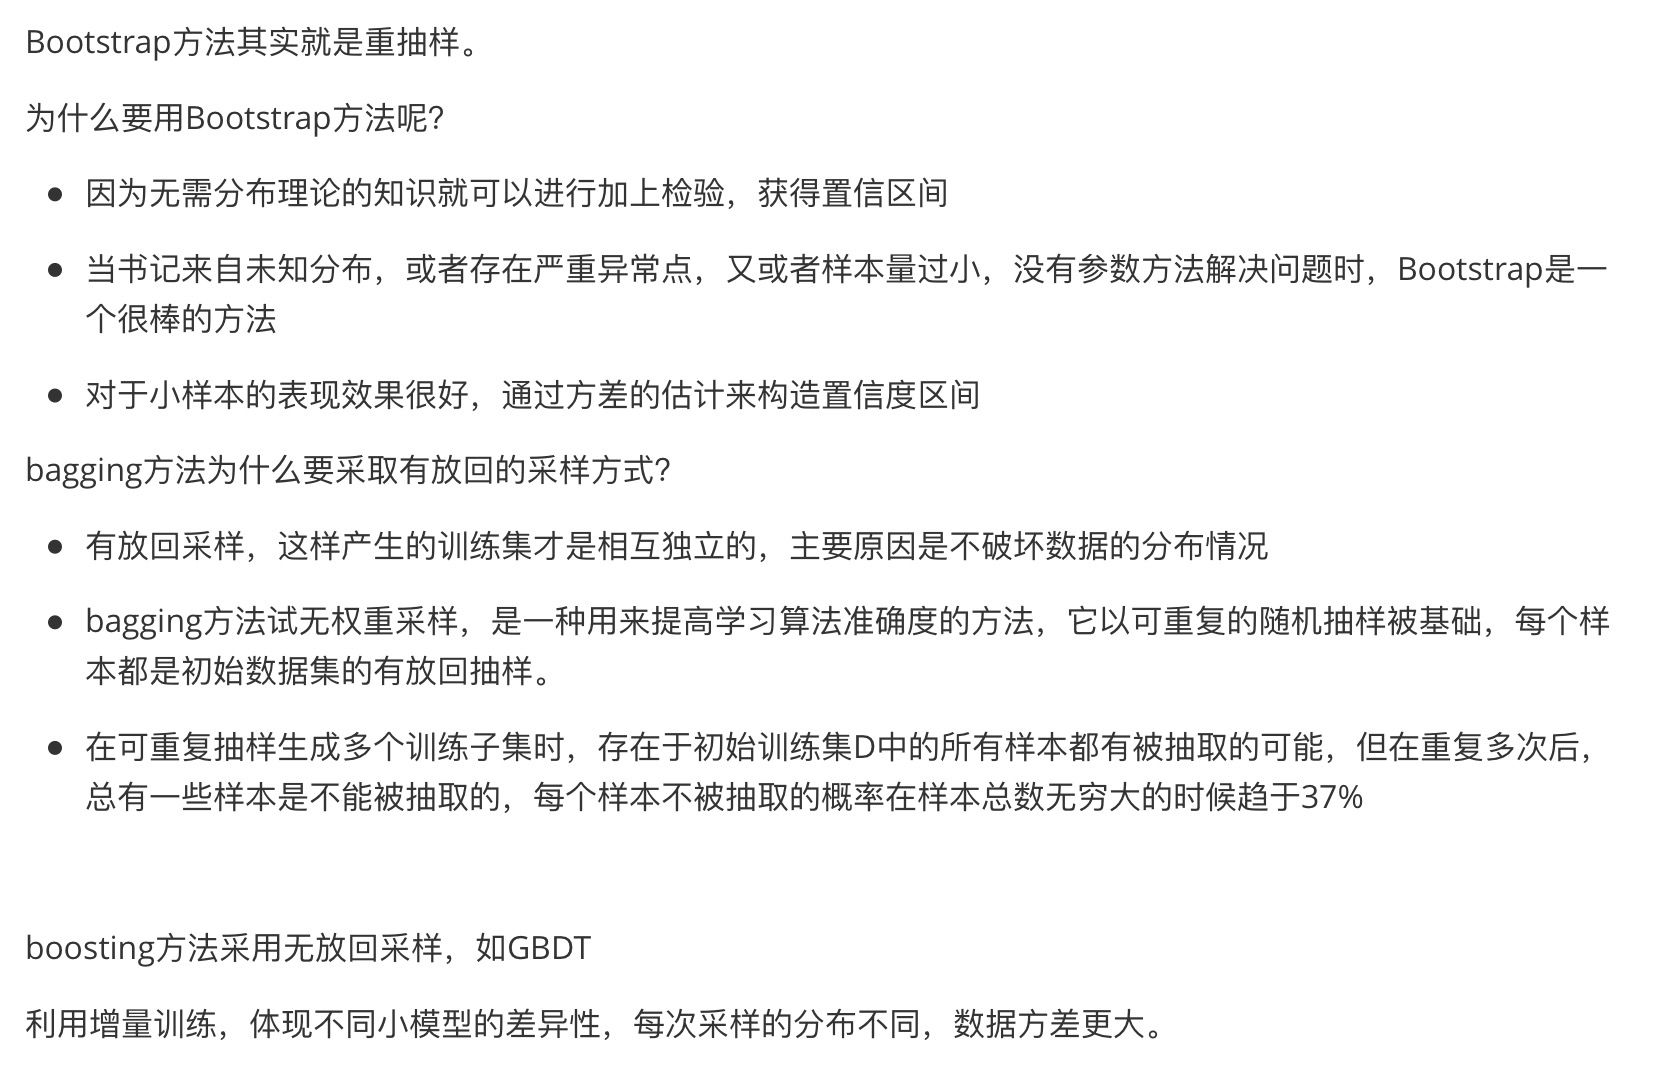 Bootstrap方法其实就是重抽样。
为什么要用Bootstrap方法呢？
● 因为无需分布理论的知识就可以进行加上检验，获得置信区间
● 当书记来自未知分布，或者存在严重异常点，又或者样本量过小，没有参数方法解决问题时，Bootstrap是一
个很棒的方法
● 对于小样本的表现效果很好，通过方差的估计来构造置信度区间
bagging方法为什么要采取有放回的采样方式？
● 有放回采样，这样产生的训练集才是相互独立的，主要原因是不破坏数据的分布情况
● bagging方法试无权重采样，是一种用来提高学习算法准确度的方法，它以可重复的随机抽样被基础，每个样
本都是初始数据集的有放回抽样。
● 在可重复抽样生成多个训练子集时，存在于初始训练集D中的所有样本都有被抽取的可能，但在重复多次后，
总有一些样本是不能被抽取的，每个样本不被抽取的概率在样本总数无穷大的时候趋于37%
boosting方法采用无放回采样，如GBDT
利用增量训练，体现不同小模型的差异性，每次采样的分布不同，数据方差更大。